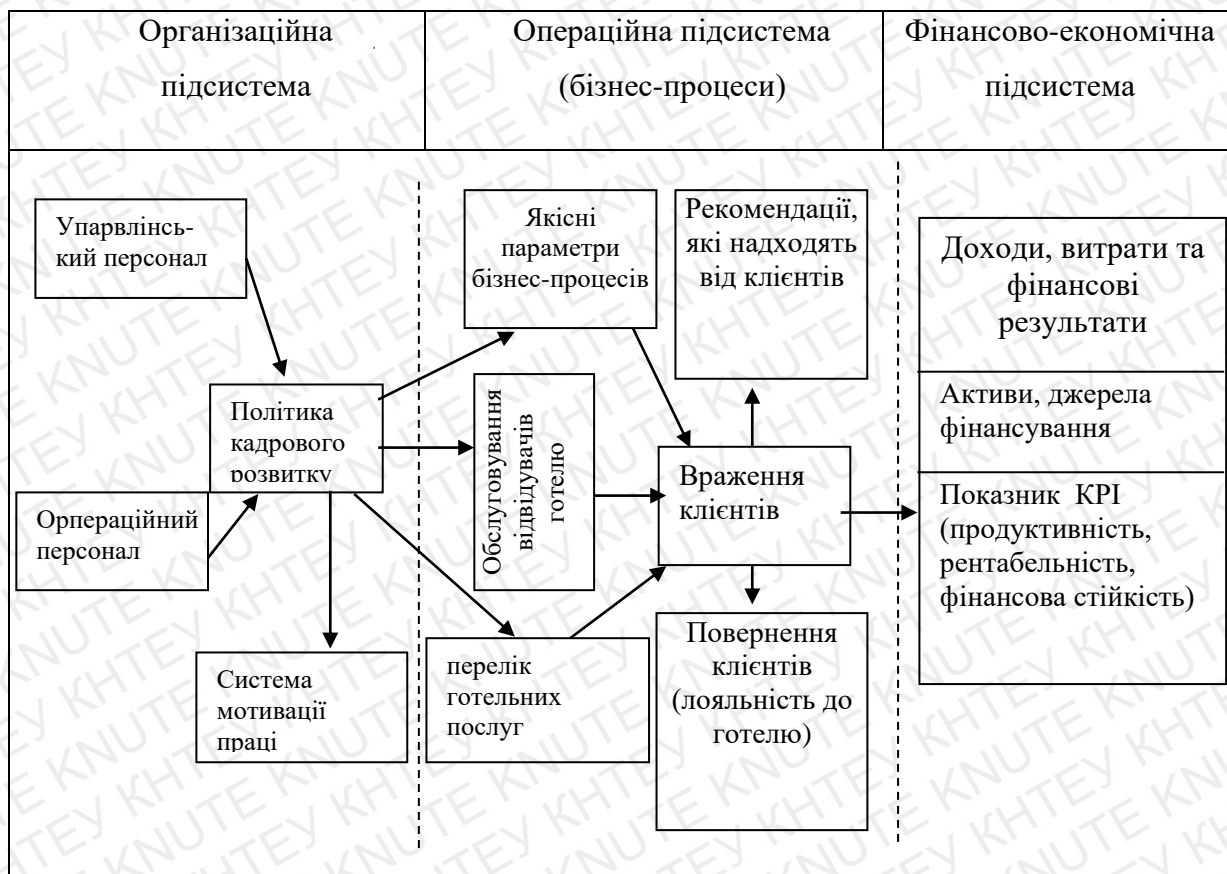 Організаційна
підсистема
Операційна підсистема
(бізнес-процеси)
Фінансово-економічна
підсистема
Упарвлінсь-
кий персонал
Політика
кадрового
розвитку
Орпераційний
персонал
Система
мотивації
праці
Якісні
параметри
бізнес-процесів
Обслуговування
відвідувачів
готелю
перелік
готельних
послуг
Рекомендації,
які надходять
від клієнтів
Враження
клієнтів
Повернення
клієнтів
(лояльність до
готелю)
Доходи, витрати та
фінансові
результати
Активи, джерела
фінансування
Показник КРІ
(продуктивність,
рентабельність,
фінансова стійкість)